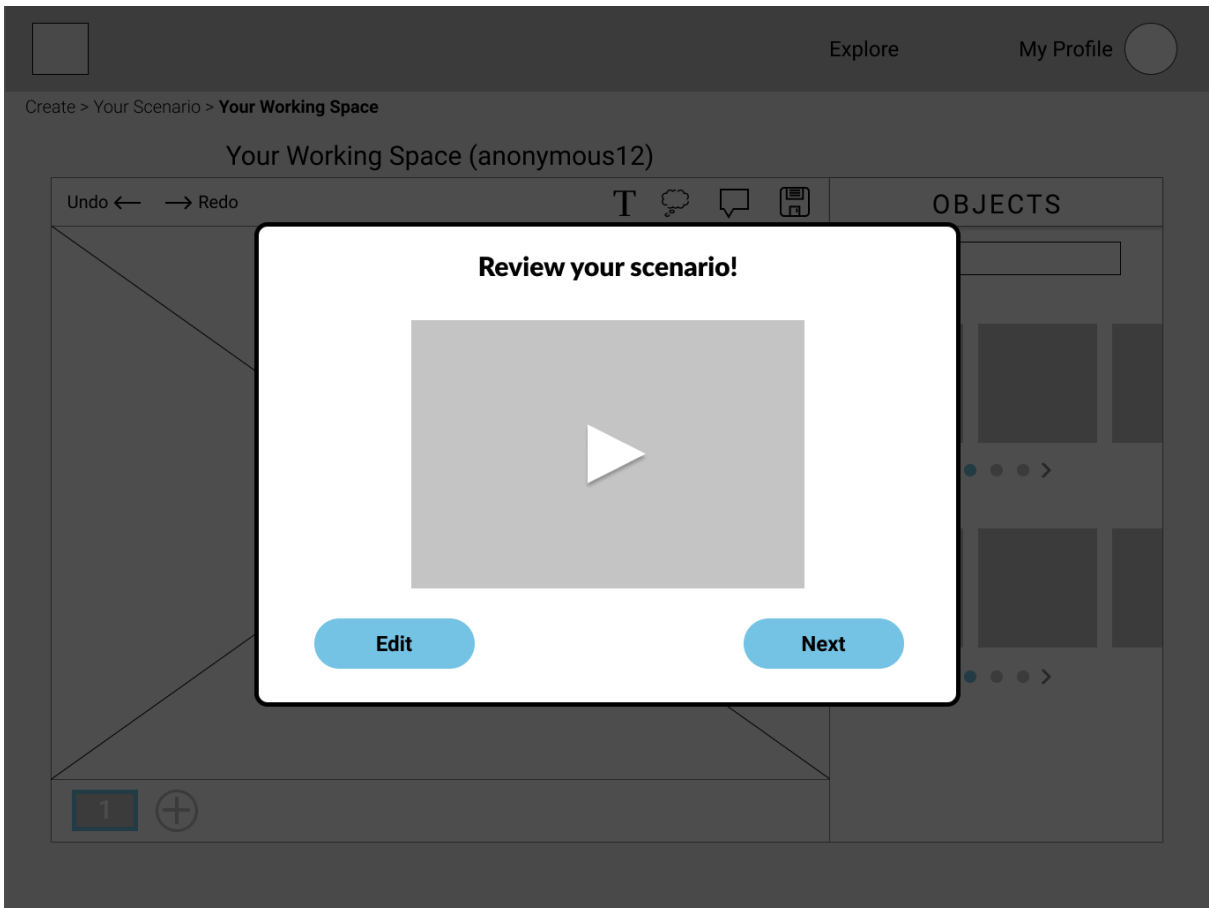 Explore
My Profile
Create > Your Scenario > Your Working Space
Your Working Space (anonymous12)
Undo
Redo
T
OBJECTS
Review your scenario!
Edit
Next
1